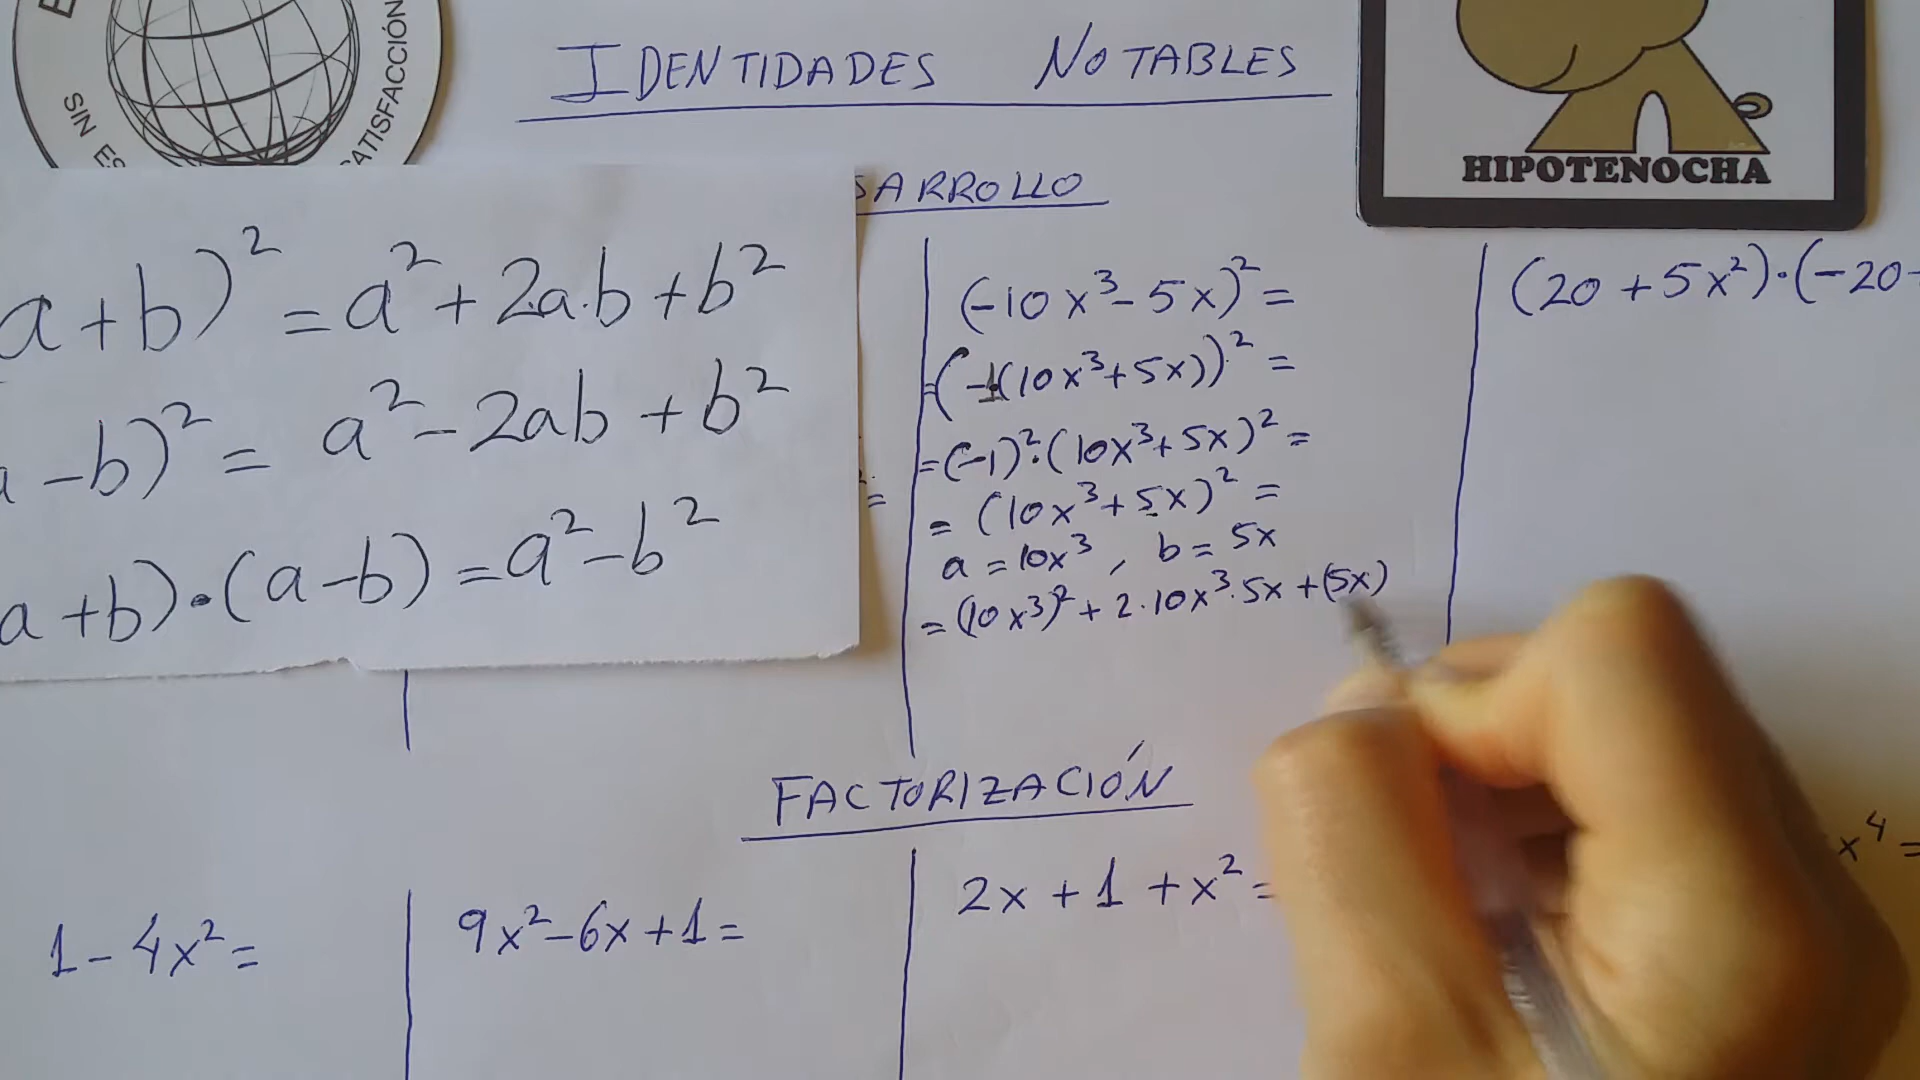 SIN ES
SATISFACCIÓN
IDENTIDADES NOTABLES
HIPOTENOCHA
SARROLLO
a+b)² = a² + 2a·b + b²
-b)² = a² - 2ab + b²
a+b)·(a-b) = a² - b²
=
(-10x³ - 5x)² =
=(-1(10x³+5x))² =
=(-1)²·(10x³+5x)² =
= (10x³+5x)² =
a = 10x³, b = 5x
= (10x³)² + 2·10x³·5x + (5x)
(20 + 5x²)·(-20
FACTORIZACIÓN
1 - 4x² =
9x² - 6x + 1 =
2x + 1 + x² =
x⁴ =